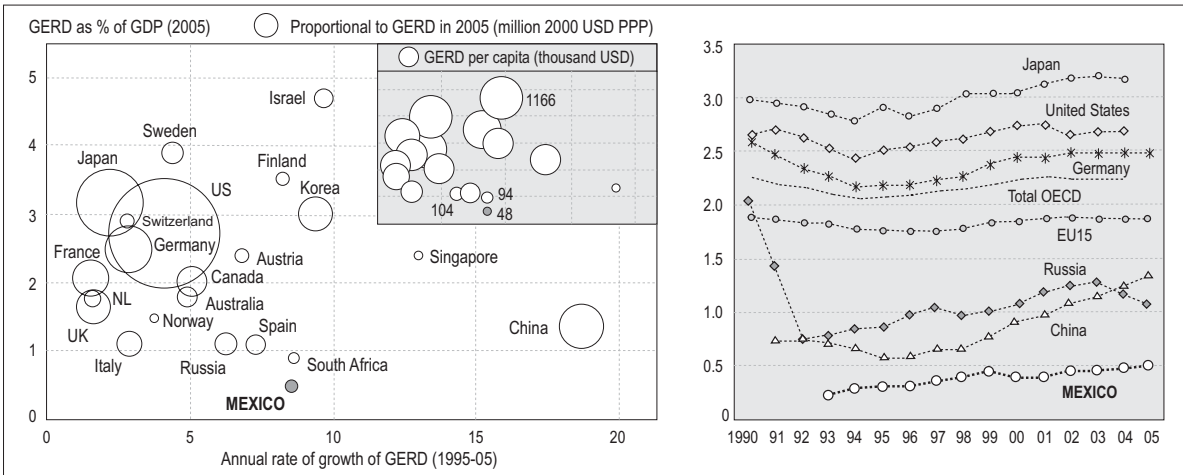 GERD as % of GDP (2005)
Proportional to GERD in 2005 (million 2000 USD PPP)
GERD per capita (thousand USD)
1166
94
104
48
5
4
3
2
1
0
Israel
Sweden
Japan
Finland
US
Korea
Switzerland
France
Germany
Austria
Singapore
Canada
NL
Australia
UK
Norway
Spain
China
Italy
Russia
South Africa
MEXICO
0 5 10 15 20
Annual rate of growth of GERD (1995-05)
3.5
3.0
2.5
2.0
1.5
1.0
0.5
0.0
Japan
United States
Germany
Total OECD
EU15
Russia
China
MEXICO
1990 91 92 93 94 95 96 97 98 99 00 01 02 03 04 05